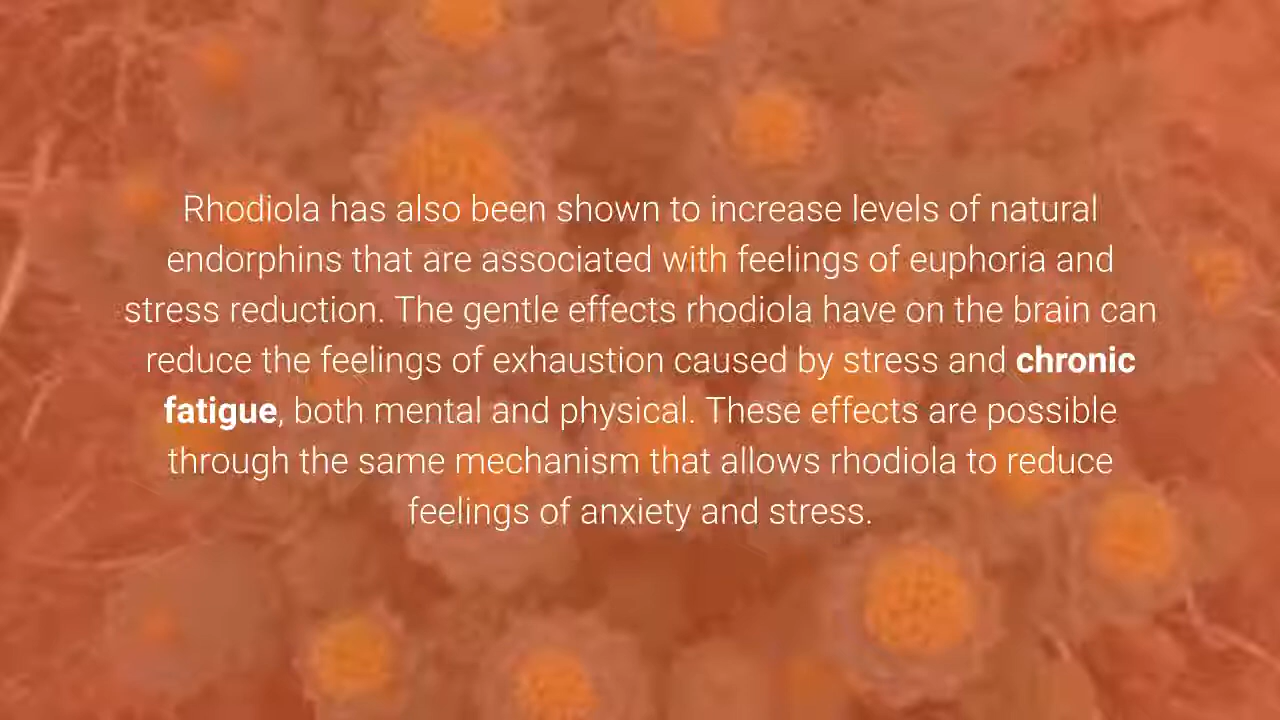 Rhodiola has also been shown to increase levels of natural
endorphins that are associated with feelings of euphoria and
stress reduction. The gentle effects rhodiola have on the brain can
reduce the feelings of exhaustion caused by stress and chronic
fatigue, both mental and physical. These effects are possible
through the same mechanism that allows rhodiola to reduce
feelings of anxiety and stress.